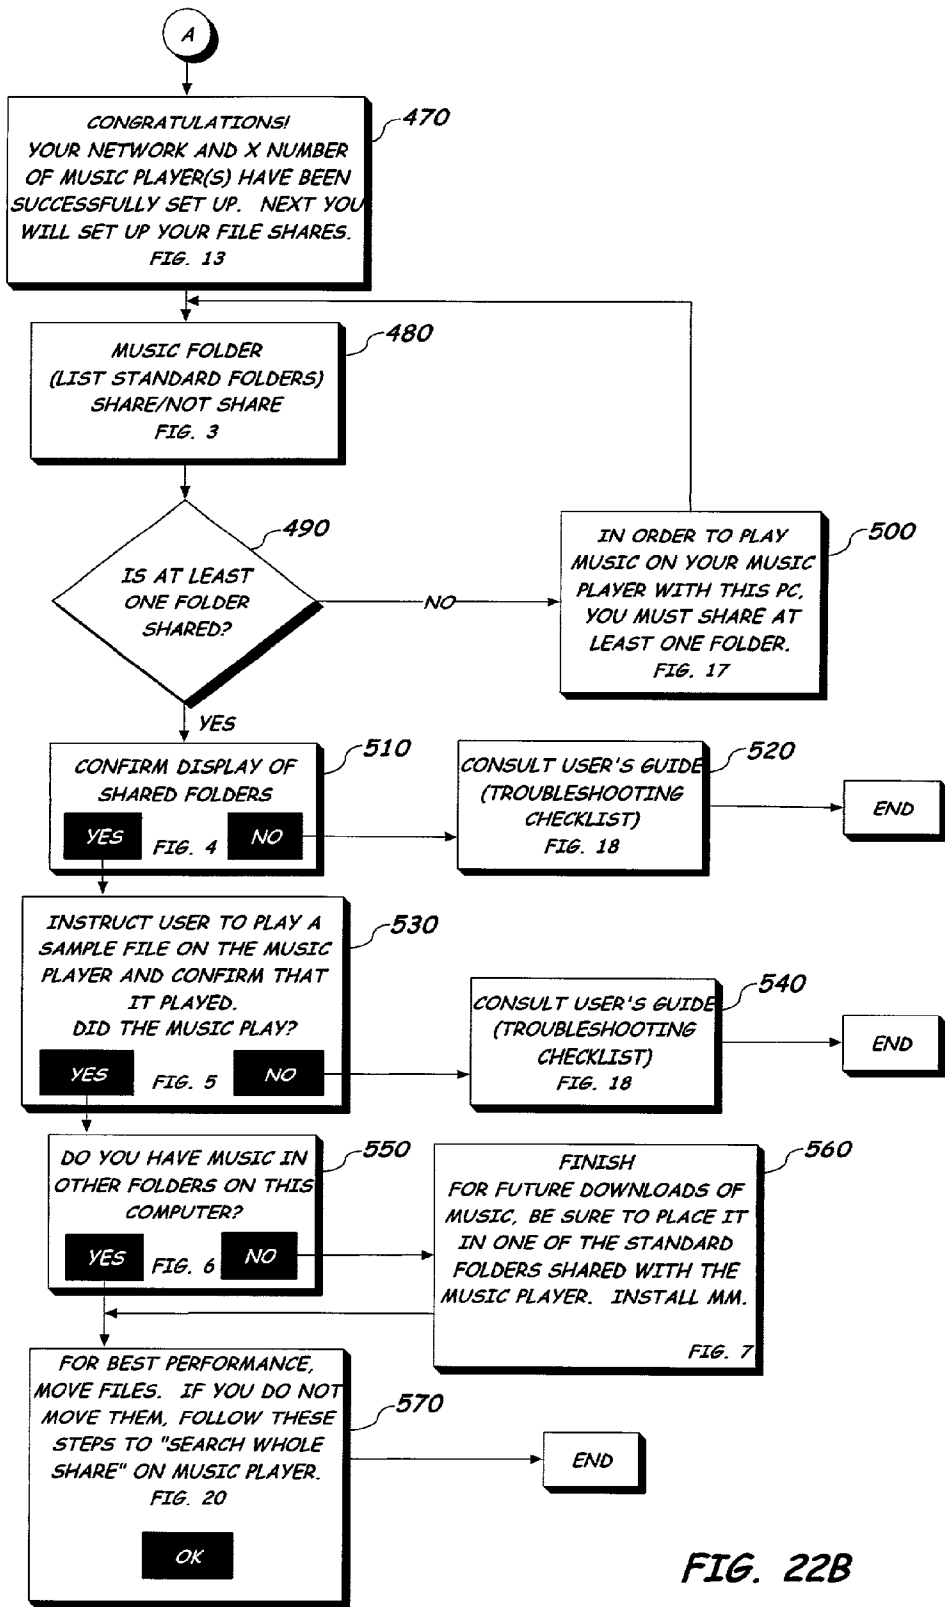 A
470
CONGRATULATIONS!
YOUR NETWORK AND X NUMBER
OF MUSIC PLAYER(S) HAVE BEEN
SUCCESSFULLY SET UP. NEXT YOU
WILL SET UP YOUR FILE SHARES.
FIG. 13
480
MUSIC FOLDER
(LIST STANDARD FOLDERS)
SHARE/NOT SHARE
FIG. 3
490
IS AT LEAST
ONE FOLDER
SHARED?
NO
YES
500
IN ORDER TO PLAY
MUSIC ON YOUR MUSIC
PLAYER WITH THIS PC,
YOU MUST SHARE AT
LEAST ONE FOLDER.
FIG. 17
510
CONFIRM DISPLAY OF
SHARED FOLDERS
YES FIG. 4 NO
520
CONSULT USER'S GUIDE
(TROUBLESHOOTING
CHECKLIST)
FIG. 18
END
530
INSTRUCT USER TO PLAY A
SAMPLE FILE ON THE MUSIC
PLAYER AND CONFIRM THAT
IT PLAYED.
DID THE MUSIC PLAY?
YES FIG. 5 NO
540
CONSULT USER'S GUIDE
(TROUBLESHOOTING
CHECKLIST)
FIG. 18
END
550
DO YOU HAVE MUSIC IN
OTHER FOLDERS ON THIS
COMPUTER?
YES FIG. 6 NO
560
FINISH
FOR FUTURE DOWNLOADS OF
MUSIC, BE SURE TO PLACE IT
IN ONE OF THE STANDARD
FOLDERS SHARED WITH THE
MUSIC PLAYER. INSTALL MM.
FIG. 7
570
FOR BEST PERFORMANCE,
MOVE FILES. IF YOU DO NOT
MOVE THEM, FOLLOW THESE
STEPS TO "SEARCH WHOLE
SHARE" ON MUSIC PLAYER.
FIG. 20
OK
END
FIG. 22B